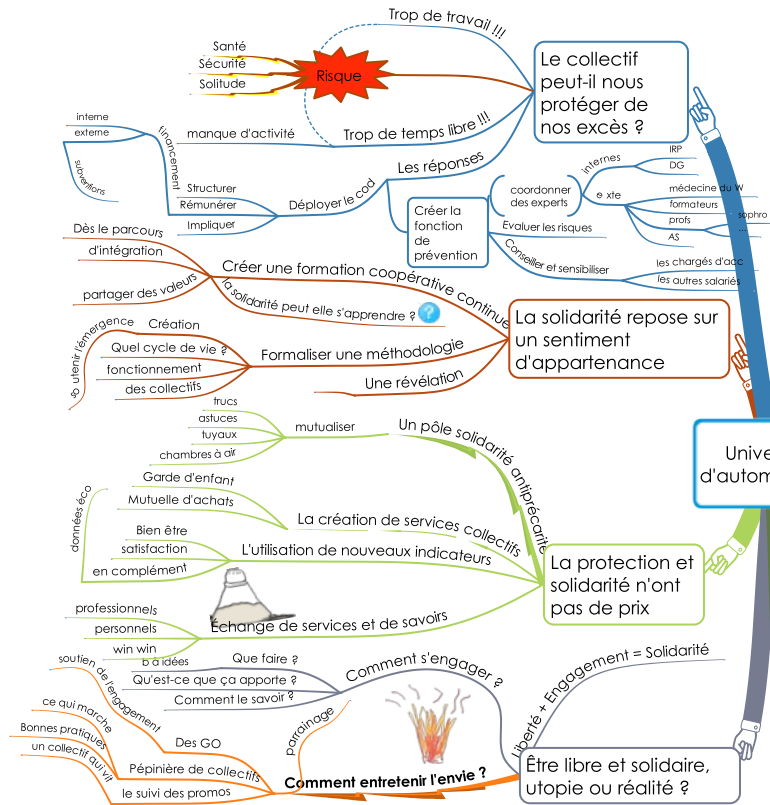 Trop de travail !!!
Santé
Sécurité
Solitude
Risque
Le collectif
peut-il nous
protéger de
nos excès ?
interne
externe
subventions
financement
manque d'activité
Trop de temps libre !!!
Les réponses
Structurer
Rémunérer
Impliquer
Déployer le cod
Créer la
fonction
de
prévention
coordonner
des experts
internes
IRP
DG
e xte
médecine du W
formateurs
profs
sophro
...
AS
Evaluer les risques
Conseiller et sensibiliser
les chargés d'acc
les autres salariés
Dès le parcours
d'intégration
partager des valeurs
Créer une formation coopérative continue
la solidarité peut elle s'apprendre ?
?
La solidarité repose sur
un sentiment
d'appartenance
so utenir l'émergence
Création
Quel cycle de vie ?
fonctionnement
des collectifs
Formaliser une méthodologie
Une révélation
Unive
d'autom
trucs
astuces
tuyaux
chambres à air
mutualiser
Un pôle solidarité antiprécarité
Garde d'enfant
Mutuelle d'achats
La création de services collectifs
données éco
Bien être
satisfaction
en complément
L'utilisation de nouveaux indicateurs
La protection et
solidarité n'ont
pas de prix
professionnels
personnels
win win
Echange de services et de savoirs
b à idées
Que faire ?
Qu'est-ce que ça apporte ?
Comment le savoir ?
Comment s'engager ?
Liberté + Engagement = Solidarité
soutien de l'engagement
ce qui marche
Bonnes pratiques
un collectif qui vit
Des GO
Pépinière de collectifs
le suivi des promos
parrainage
Comment entretenir l'envie ?
Être libre et solidaire,
utopie ou réalité ?